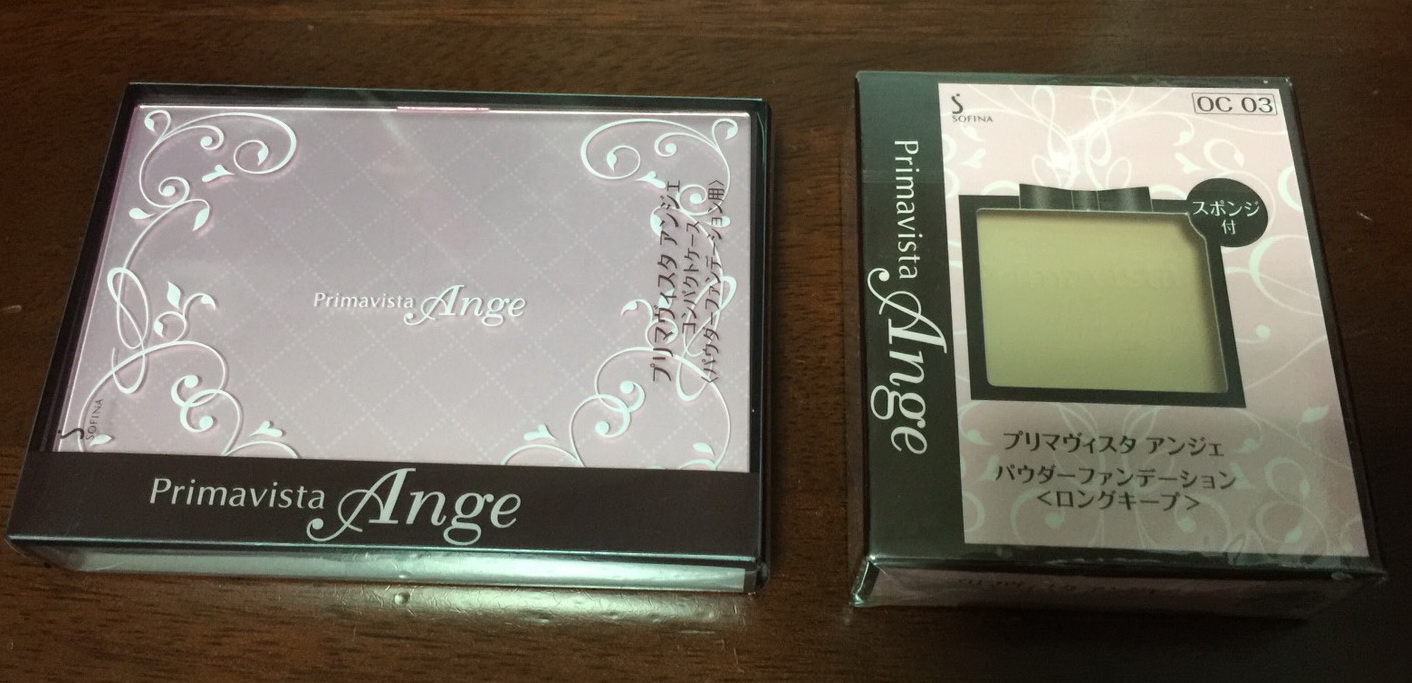 Primavista Ange
プリマヴィスタ アンジェ
コンパクトケース
<パウダーファンデーション用>
SOFINA
Primavista Ange
SOFINA
OC 03
Primavista Ange
スポンジ
付
プリマヴィスタ アンジェ
パウダーファンデーション
<ロングキープ>